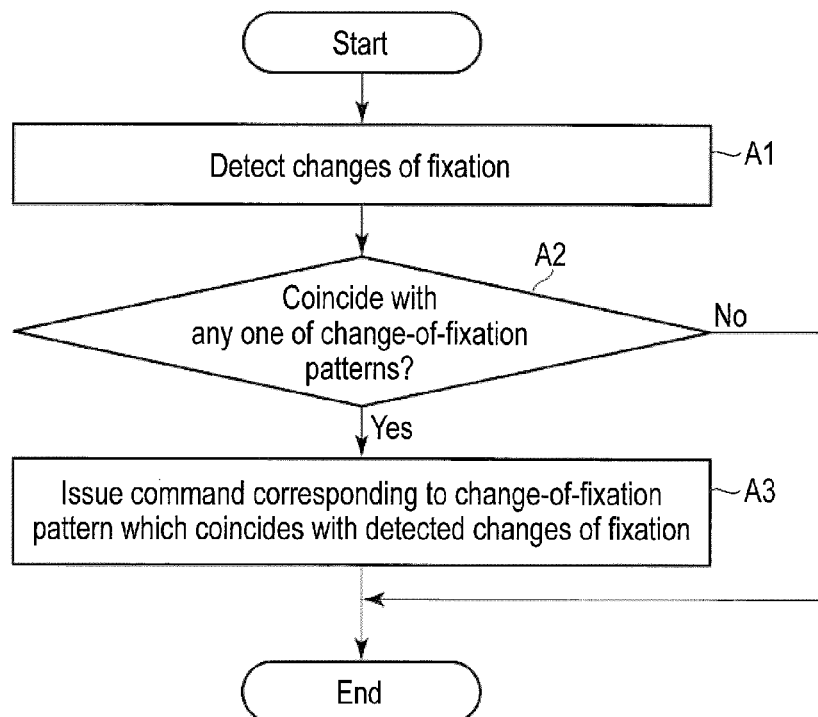 Start
Detect changes of fixation
A1
A2
Coincide with
any one of change-of-fixation
patterns?
No
Yes
Issue command corresponding to change-of-fixation
pattern which coincides with detected changes of fixation
A3
End